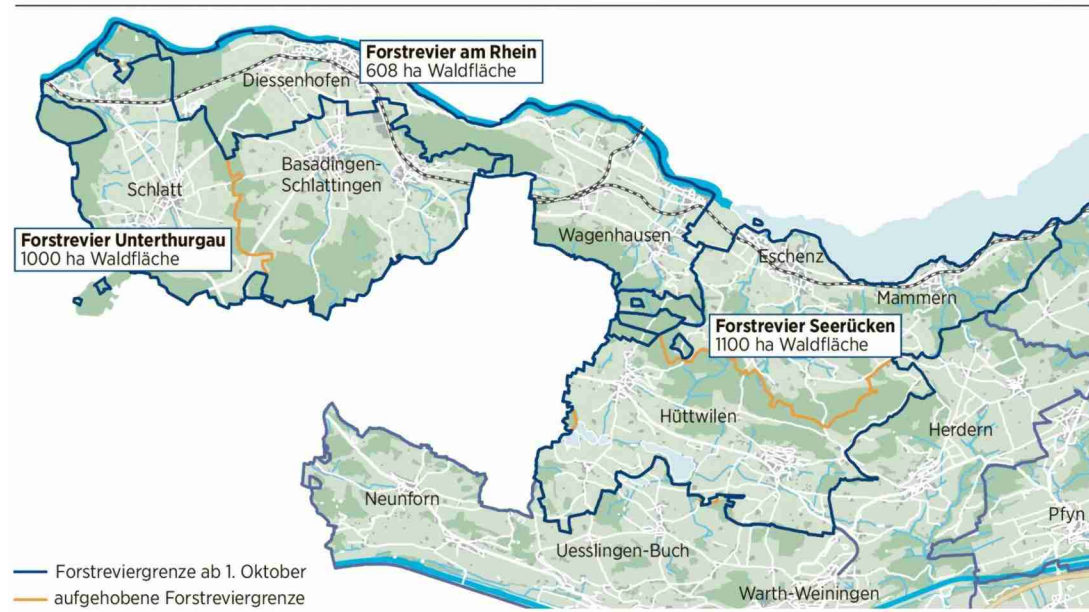 Forstrevier am Rhein
608 ha Waldfläche
Diessenhofen
Basadingen-
Schlattingen
Schlatt
Forstrevier Unterthurgau
1000 ha Waldfläche
Wagenhausen
Eschenz
Mammern
Forstrevier Seerücken
1100 ha Waldfläche
Hüttwilen
Herdern
Neunforn
Pfyn
Uesslingen-Buch
Warth-Weiningen
Forstreviergrenze ab 1. Oktober
aufgehobene Forstreviergrenze